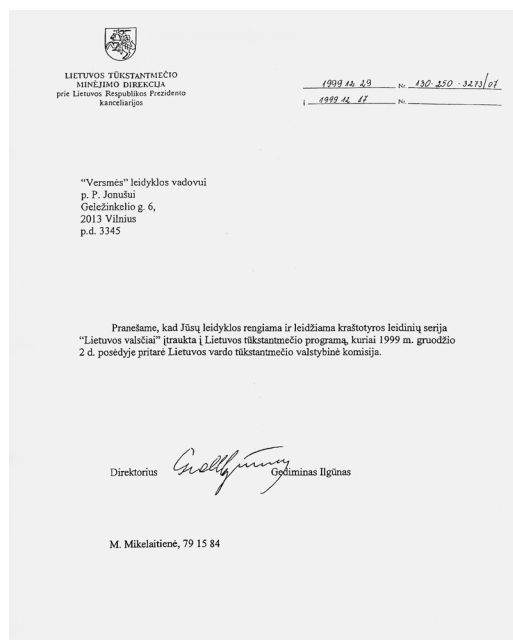 LIETUVOS TŪKSTANTMEČIO
MINĖJIMO DIREKCIJA
prie Lietuvos Respublikos Prezidento
kanceliarijos
1999 12 29 Nr. 130-250-3273/01
į 1999 12 17 Nr.
"Versmės" leidyklos vadovui
p. P. Jonušui
Geležinkelio g. 6,
2013 Vilnius
p.d. 3345
Pranešame, kad Jūsų leidyklos rengiama ir leidžiama kraštotyros leidinių serija
"Lietuvos valsčiai" įtraukta į Lietuvos tūkstantmečio programą, kuriai 1999 m. gruodžio
2 d. posėdyje pritarė Lietuvos vardo tūkstantmečio valstybinė komisija.
Direktorius Gediminas Ilgūnas
M. Mikelaitienė, 79 15 84